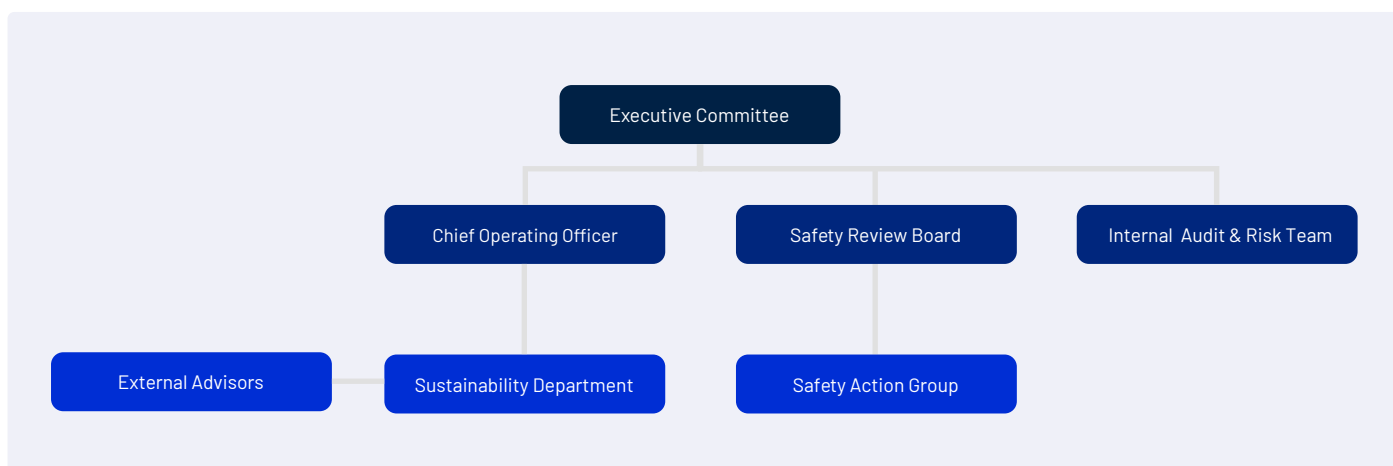 Executive Committee
Chief Operating Officer
Safety Review Board
Internal  Audit & Risk Team
External Advisors
Sustainability Department
Safety Action Group